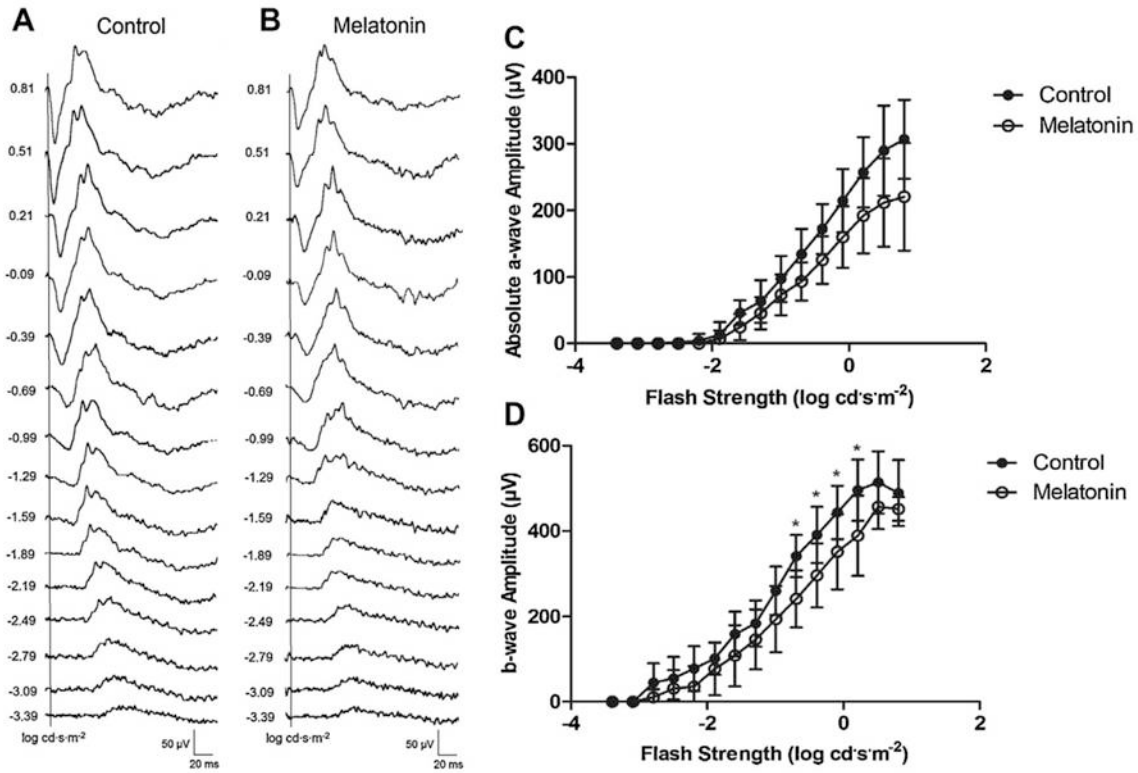 A
Control
0.81
0.51
0.21
-0.09
-0.39
-0.69
-0.99
-1.29
-1.59
-1.89
-2.19
-2.49
-2.79
-3.09
-3.39
log cd·s·m-2
50 µV
20 ms
B
Melatonin
0.81
0.51
0.21
-0.09
-0.39
-0.69
-0.99
-1.29
-1.59
-1.89
-2.19
-2.49
-2.79
-3.09
-3.39
log cd·s·m-2
50 µV
20 ms
C
Absolute a-wave Amplitude (µV)
400
300
200
100
0
-4
-2
0
2
Flash Strength (log cd·s·m-2)
Control
Melatonin
D
b-wave Amplitude (µV)
600
400
200
0
-4
-2
0
2
* * * *
Flash Strength (log cd·s·m-2)
Control
Melatonin